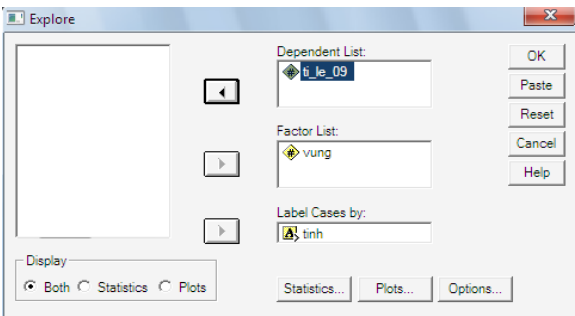 Explore
Dependent List:
ti_le_09
OK
Paste
Reset
Factor List:
vung
Cancel
Help
Label Cases by:
tinh
Display
Both Statistics Plots
Statistics... Plots... Options...